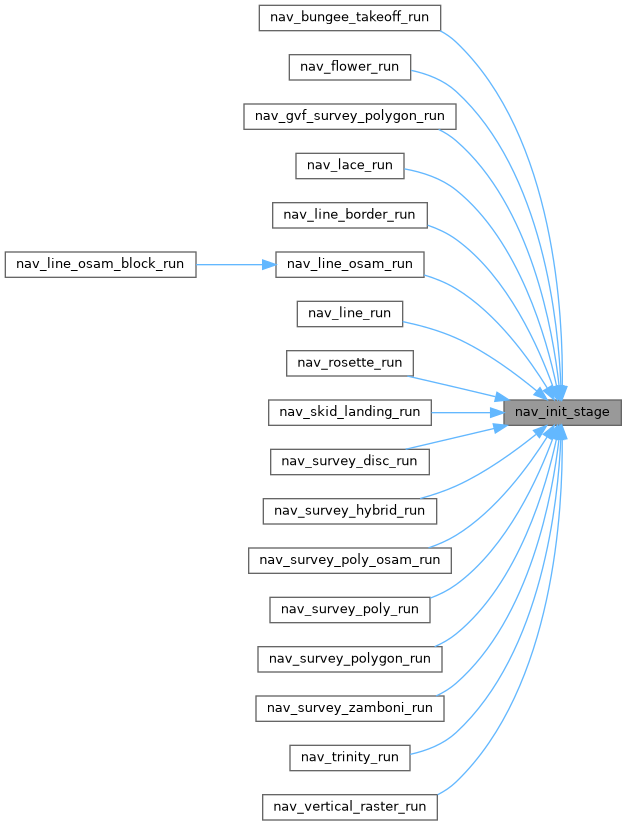 nav_bungee_takeoff_run
nav_flower_run
nav_gvf_survey_polygon_run
nav_lace_run
nav_line_border_run
nav_line_osam_block_run
nav_line_osam_run
nav_line_run
nav_rosette_run
nav_skid_landing_run
nav_init_stage
nav_survey_disc_run
nav_survey_hybrid_run
nav_survey_poly_osam_run
nav_survey_poly_run
nav_survey_polygon_run
nav_survey_zamboni_run
nav_trinity_run
nav_vertical_raster_run